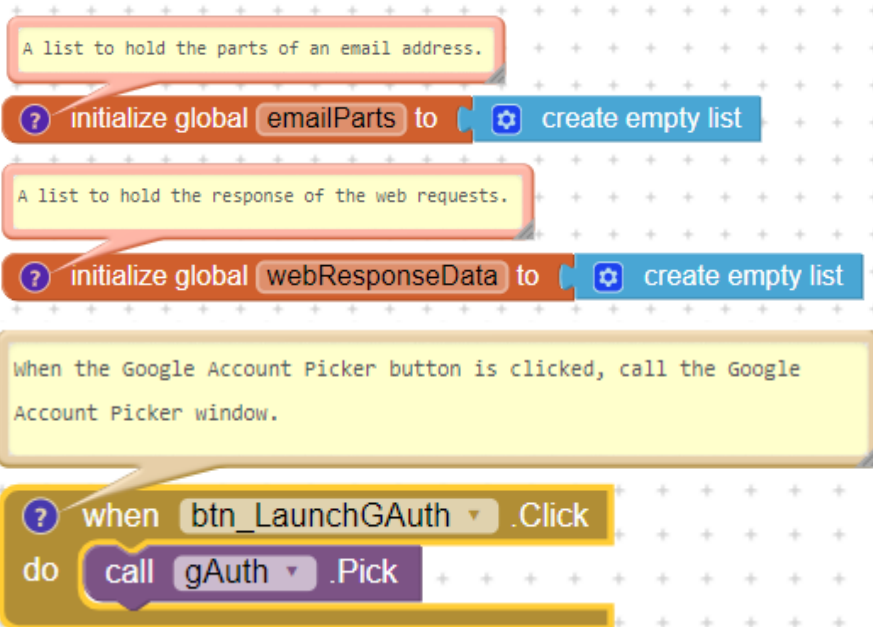 A list to hold the parts of an email address.
? initialize global emailParts to create empty list
A list to hold the response of the web requests.
? initialize global webResponseData to create empty list
When the Google Account Picker button is clicked, call the Google
Account Picker window.
? when btn_LaunchGAuth .Click
do call gAuth .Pick